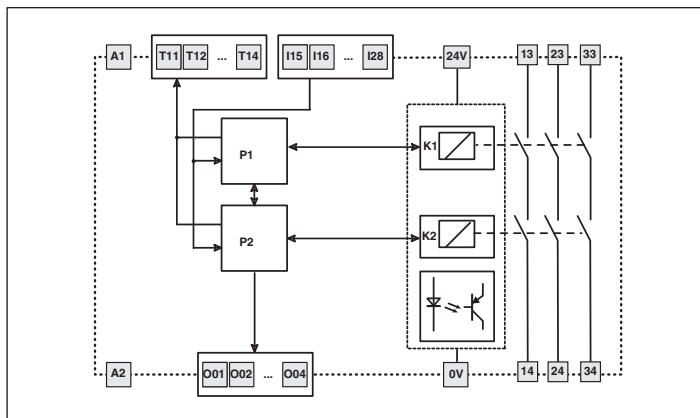 A1 T11 T12 ... T14 I15 I16 ... I28 24V 13 23 33
P1 K1
P2 K2
A2 O01 O02 ... O04 0V 14 24 34